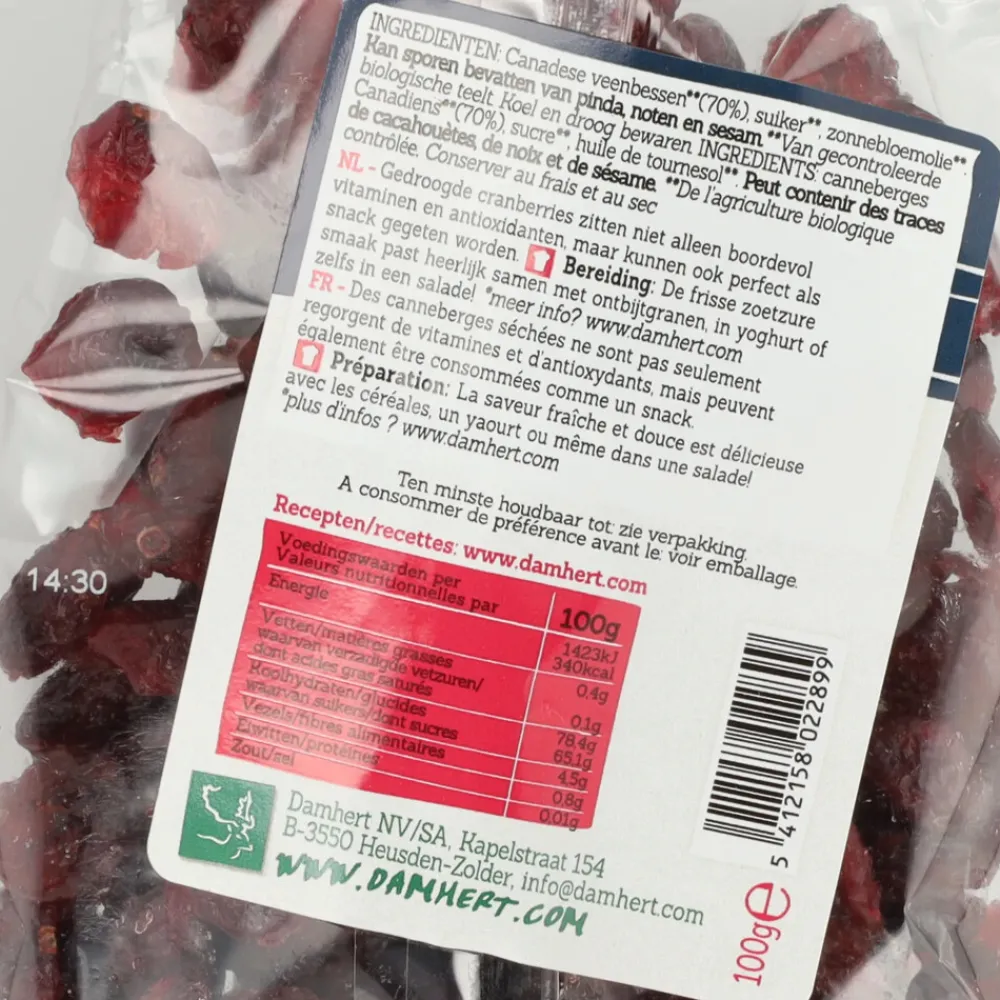 INGREDIENTEN: Canadese veenbessen**(70%), suiker**, zonnebloemolie**
Kan sporen bevatten van pinda, noten en sesam. **Van gecontroleerde
biologische teelt. Koel en droog bewaren. INGREDIENTS: canneberges
Canadiens**(70%), sucre**, huile de tournesol**. Peut contenir des traces
de cacahouètes, de noix et de sésame. **De l'agriculture biologique
contrôlée. Conserver au frais et au sec
NL - Gedroogde cranberries zitten niet alleen boordevol
vitaminen en antioxidanten, maar kunnen ook perfect als
snack gegeten worden. Bereiding: De frisse zoetzure
smaak past heerlijk samen met ontbijtgranen, in yoghurt of
zelfs in een salade! *meer info? www.damhert.com
FR - Des canneberges séchées ne sont pas seulement
regorgent de vitamines et d'antioxydants, mais peuvent
également être consommées comme un snack.
Préparation: La saveur fraîche et douce est délicieuse
avec les céréales, un yaourt ou même dans une salade!
*plus d'infos ? www.damhert.com
Ten minste houdbaar tot: zie verpakking.
A consommer de préférence avant le: voir emballage.
Recepten/recettes: www.damhert.com
Voedingswaarden per
Valeurs nutritionnelles par 100g
Energie 1423kJ
340kcal
Vetten/matières grasses 0.4g
waarvan verzadigde vetzuren/
dont acides gras saturés 0.1g
Koolhydraten/glucides 78.4g
waarvan suikers/dont sucres 65.1g
Vezels/fibres alimentaires 4.5g
Eiwitten/protéines 0.8g
Zout/sel 0.01g
Damhert NV/SA, Kapelstraat 154
B-3550 Heusden-Zolder, info@damhert.com
WWW.DAMHERT.COM
5 412158 022899
100g e
14:30